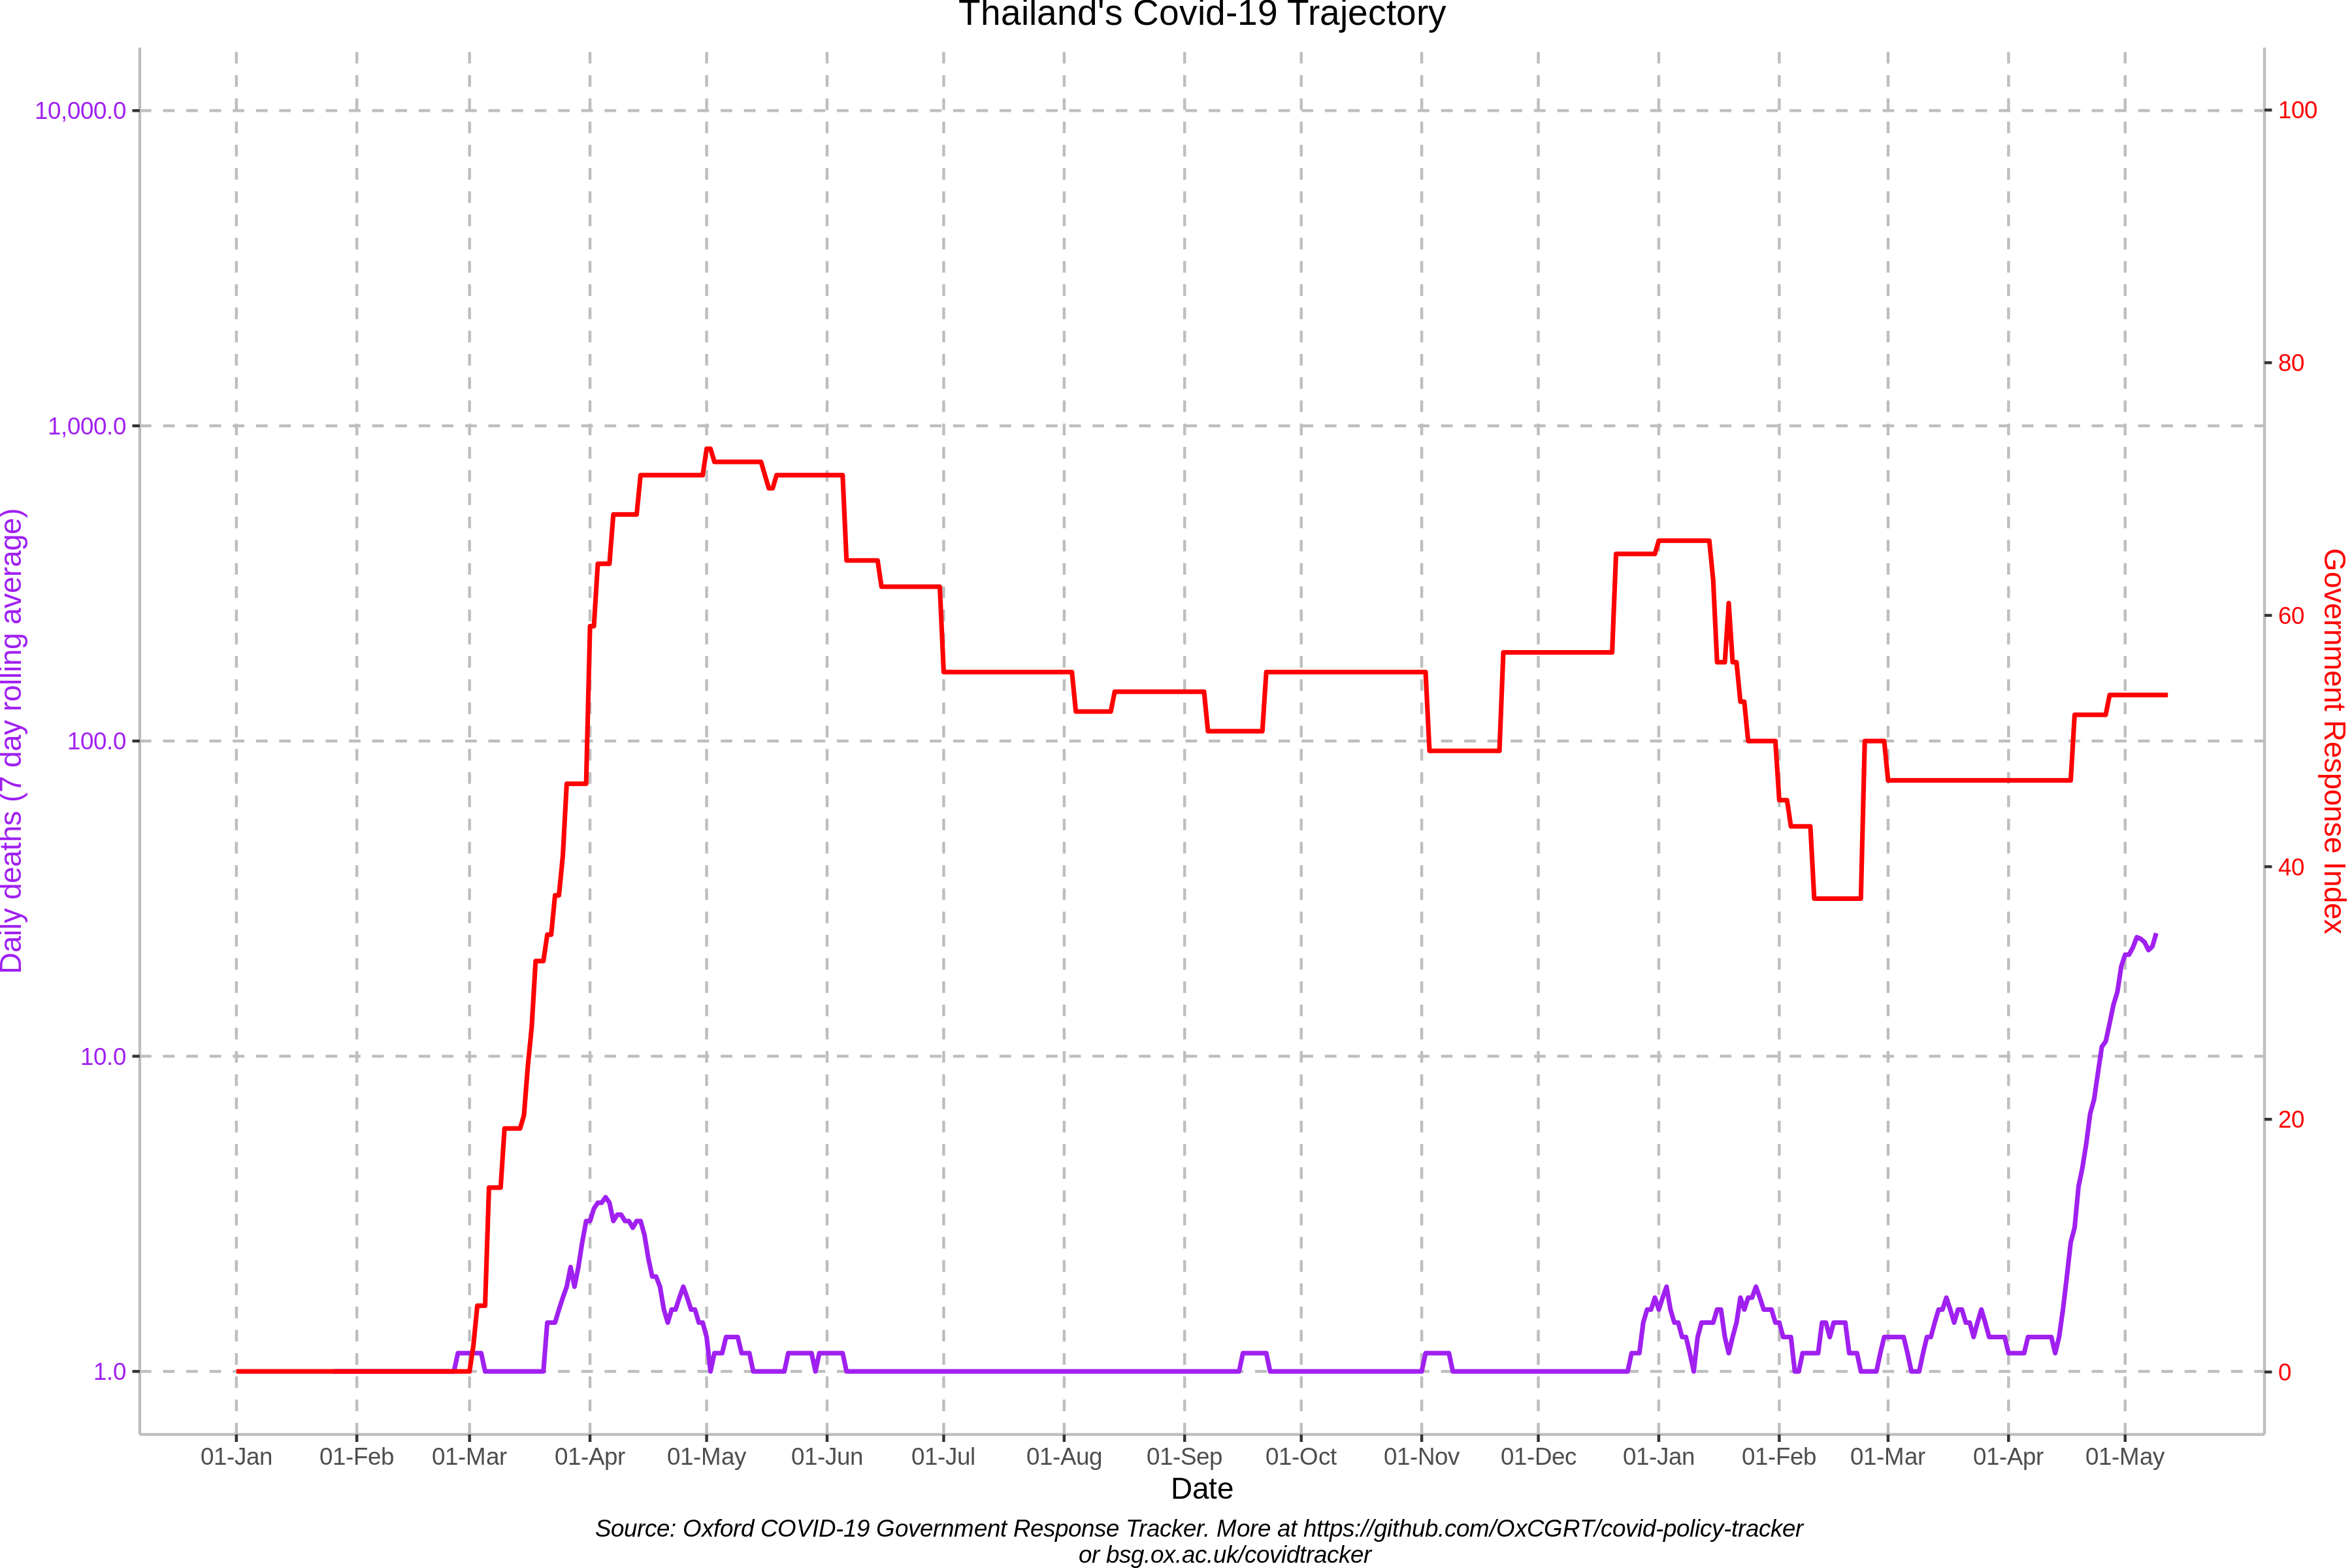 Thailand's Covid-19 Trajectory
10,000.0
1,000.0
100.0
10.0
1.0
Daily deaths (7 day rolling average)
100
80
60
40
20
0
Government Response Index
01-Jan 01-Feb 01-Mar 01-Apr 01-May 01-Jun 01-Jul 01-Aug 01-Sep 01-Oct 01-Nov 01-Dec 01-Jan 01-Feb 01-Mar 01-Apr 01-May
Date
Source: Oxford COVID-19 Government Response Tracker. More at https://github.com/OxCGRT/covid-policy-tracker
or bsg.ox.ac.uk/covidtracker